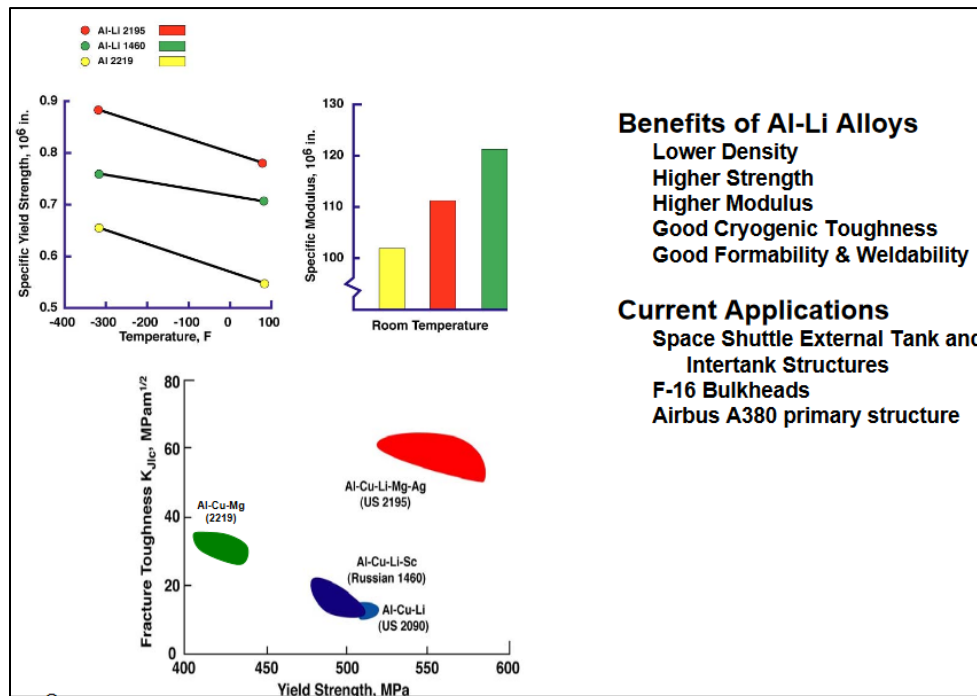 Al-Li 2195
Al-Li 1460
Al 2219
Specific Yield Strength, 10⁶ in.
0.9
0.8
0.7
0.6
0.5
-400 -300 -200 -100 0 100
Temperature, F
Specific Modulus, 10⁶ in.
130
120
110
100
Room Temperature
Benefits of Al-Li Alloys
Lower Density
Higher Strength
Higher Modulus
Good Cryogenic Toughness
Good Formability & Weldability
Current Applications
Space Shuttle External Tank and
Intertank Structures
F-16 Bulkheads
Airbus A380 primary structure
Fracture Toughness K_JIc, MPam^1/2
80
60
40
20
0
Al-Cu-Mg
(2219)
Al-Cu-Li-Mg-Ag
(US 2195)
Al-Cu-Li-Sc
(Russian 1460)
Al-Cu-Li
(US 2090)
400 450 500 550 600
Yield Strength, MPa